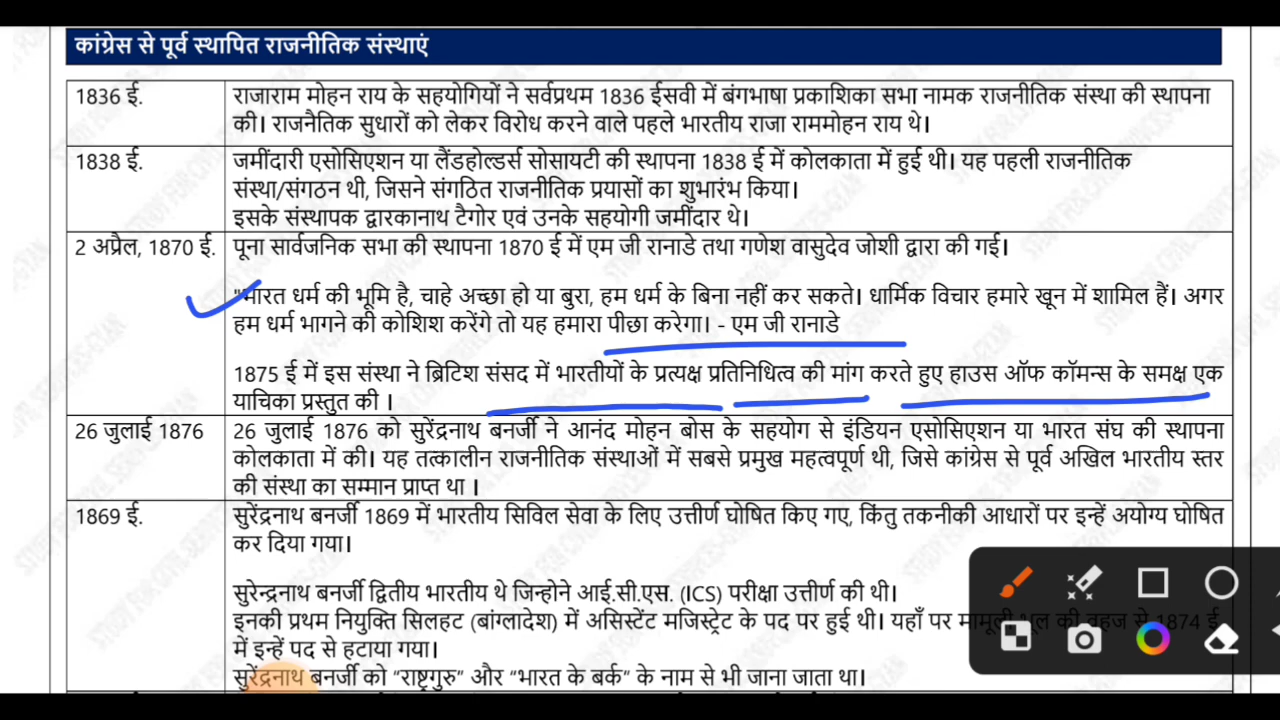 कांग्रेस से पूर्व स्थापित राजनीतिक संस्थाएं
1836 ई.
राजाराम मोहन राय के सहयोगियों ने सर्वप्रथम 1836 ईसवी में बंगभाषा प्रकाशिका सभा नामक राजनीतिक संस्था की स्थापना
की। राजनैतिक सुधारों को लेकर विरोध करने वाले पहले भारतीय राजा राममोहन राय थे।
1838 ई.
जमींदारी एसोसिएशन या लैंडहोल्डर्स सोसायटी की स्थापना 1838 ई में कोलकाता में हुई थी। यह पहली राजनीतिक
संस्था/संगठन थी, जिसने संगठित राजनीतिक प्रयासों का शुभारंभ किया।
इसके संस्थापक द्वारकानाथ टैगोर एवं उनके सहयोगी जमींदार थे।
2 अप्रैल, 1870 ई.
पूना सार्वजनिक सभा की स्थापना 1870 ई में एम जी रानाडे तथा गणेश वासुदेव जोशी द्वारा की गई।
"भारत धर्म की भूमि है, चाहे अच्छा हो या बुरा, हम धर्म के बिना नहीं कर सकते। धार्मिक विचार हमारे खून में शामिल हैं। अगर
हम धर्म भागने की कोशिश करेंगे तो यह हमारा पीछा करेगा। - एम जी रानाडे
1875 ई में इस संस्था ने ब्रिटिश संसद में भारतीयों के प्रत्यक्ष प्रतिनिधित्व की मांग करते हुए हाउस ऑफ कॉमन्स के समक्ष एक
याचिका प्रस्तुत की ।
26 जुलाई 1876
26 जुलाई 1876 को सुरेंद्रनाथ बनर्जी ने आनंद मोहन बोस के सहयोग से इंडियन एसोसिएशन या भारत संघ की स्थापना
कोलकाता में की। यह तत्कालीन राजनीतिक संस्थाओं में सबसे प्रमुख महत्वपूर्ण थी, जिसे कांग्रेस से पूर्व अखिल भारतीय स्तर
की संस्था का सम्मान प्राप्त था ।
1869 ई.
सुरेंद्रनाथ बनर्जी 1869 में भारतीय सिविल सेवा के लिए उत्तीर्ण घोषित किए गए, किंतु तकनीकी आधारों पर इन्हें अयोग्य घोषित
कर दिया गया।
सुरेन्द्रनाथ बनर्जी द्वितीय भारतीय थे जिन्होने आई.सी.एस. (ICS) परीक्षा उत्तीर्ण की थी।
इनकी प्रथम नियुक्ति सिलहट (बांग्लादेश) में असिस्टेंट मजिस्ट्रेट के पद पर हुई थी। यहाँ पर मामूली भूल की वहज से 1874 ई
में इन्हें पद से हटाया गया।
सुरेंद्रनाथ बनर्जी को "राष्ट्रगुरु" और "भारत के बर्क" के नाम से भी जाना जाता था।